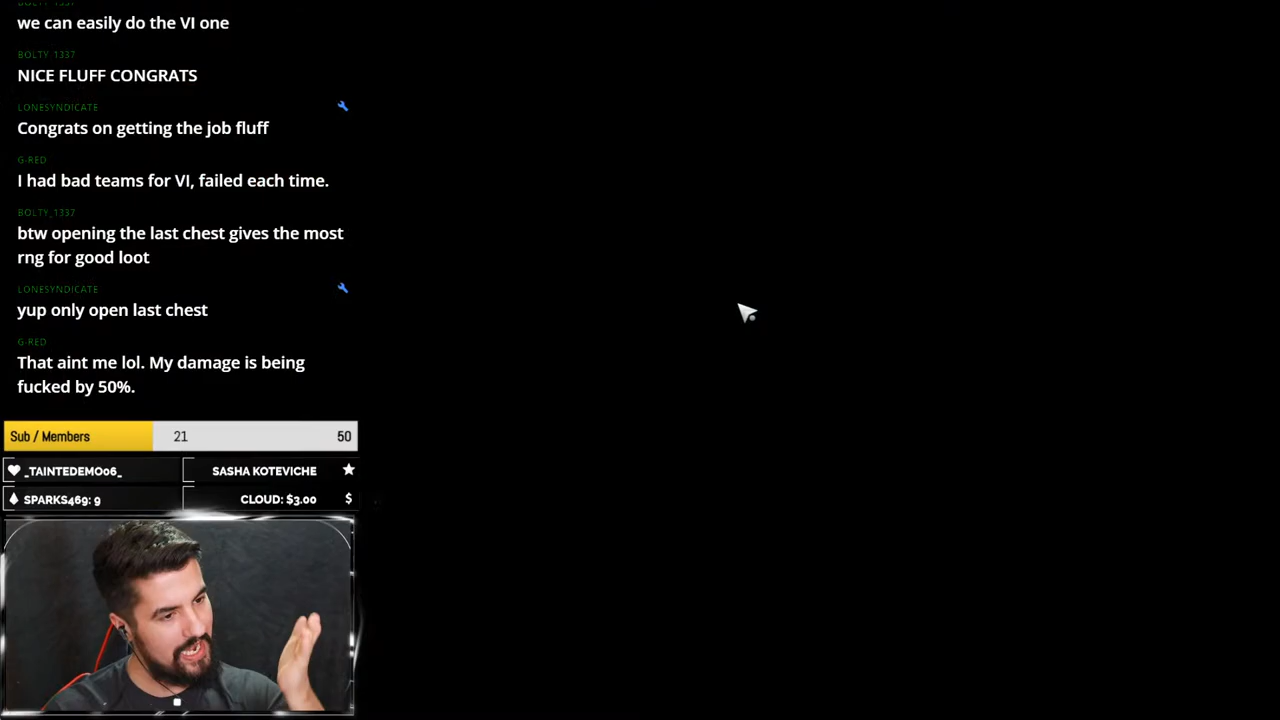 we can easily do the VI one
BOLTY_1337
NICE FLUFF CONGRATS
LONESYNDICATE
Congrats on getting the job fluff
G-RED
I had bad teams for VI, failed each time.
BOLTY_1337
btw opening the last chest gives the most
rng for good loot
LONESYNDICATE
yup only open last chest
G-RED
That aint me lol. My damage is being
fucked by 50%.
Sub / Members 21 50
_TAINTEDEMO06_ SASHA KOTEVICHE
SPARKS469: 9 CLOUD: $3.00 $